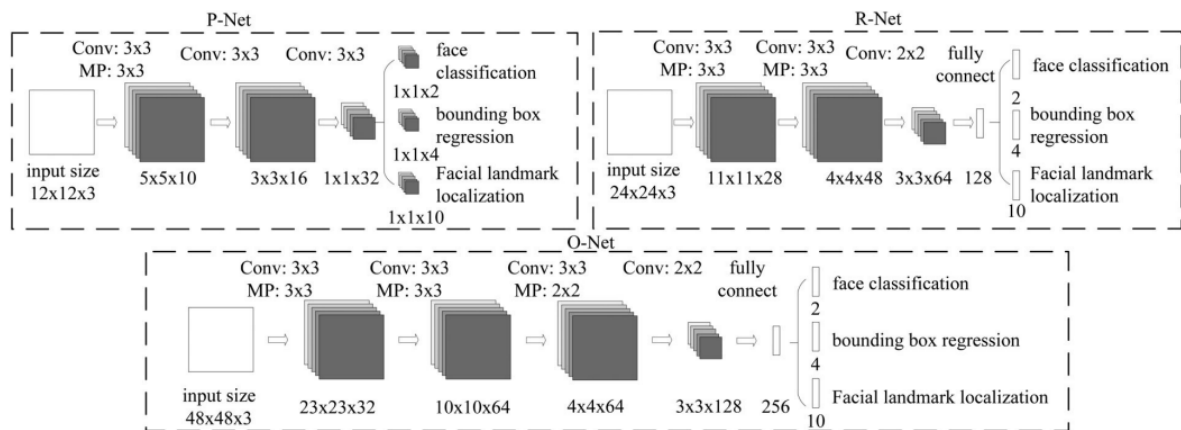 P-Net
Conv: 3x3
MP: 3x3
Conv: 3x3
Conv: 3x3
input size
12x12x3
5x5x10
3x3x16
1x1x32
face
classification
1x1x2
bounding box
regression
1x1x4
Facial landmark
localization
1x1x10
R-Net
Conv: 3x3
MP: 3x3
Conv: 3x3
MP: 3x3
Conv: 2x2
fully
connect
input size
24x24x3
11x11x28
4x4x48
3x3x64
128
face classification
2
bounding box
regression
4
Facial landmark
localization
10
O-Net
Conv: 3x3
MP: 3x3
Conv: 3x3
MP: 3x3
Conv: 3x3
MP: 2x2
Conv: 2x2
fully
connect
input size
48x48x3
23x23x32
10x10x64
4x4x64
3x3x128
256
face classification
2
bounding box regression
4
Facial landmark localization
10